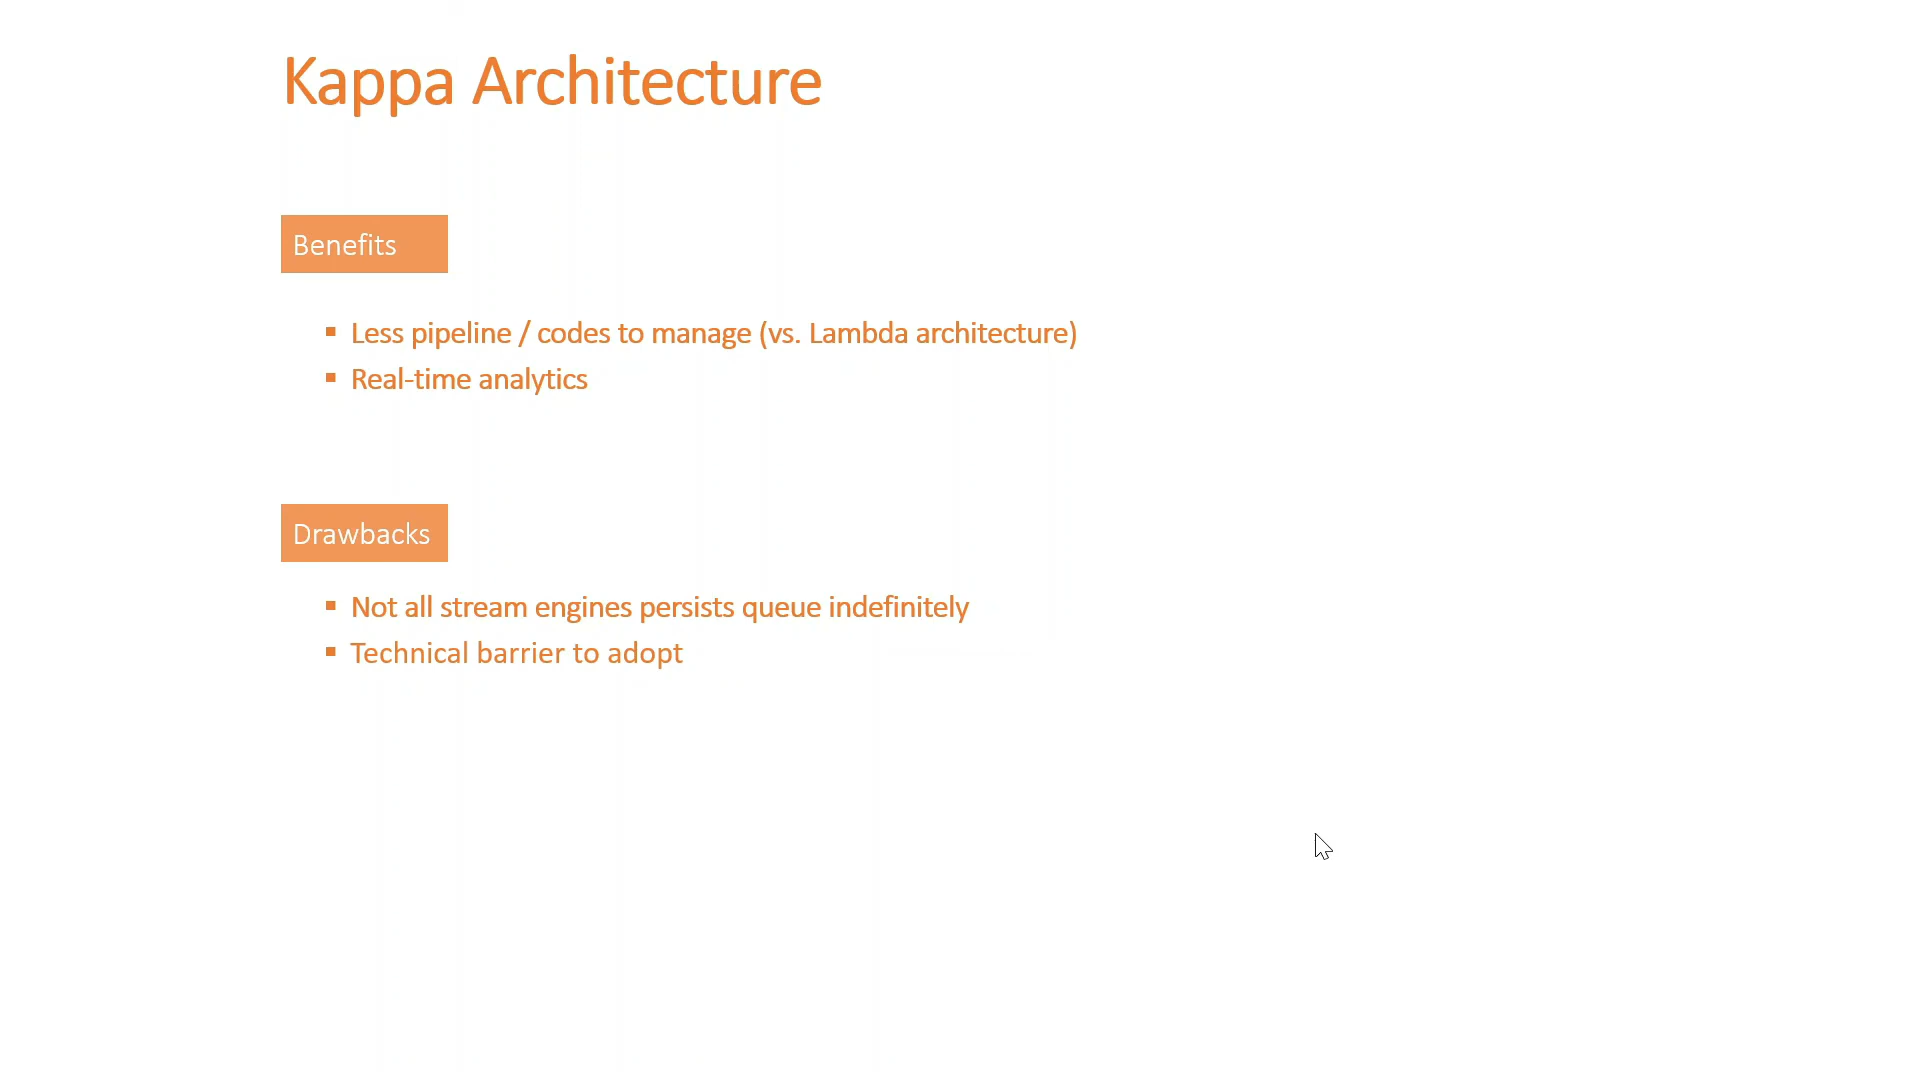 Kappa Architecture
Benefits
▪ Less pipeline / codes to manage (vs. Lambda architecture)
▪ Real-time analytics
Drawbacks
▪ Not all stream engines persists queue indefinitely
▪ Technical barrier to adopt